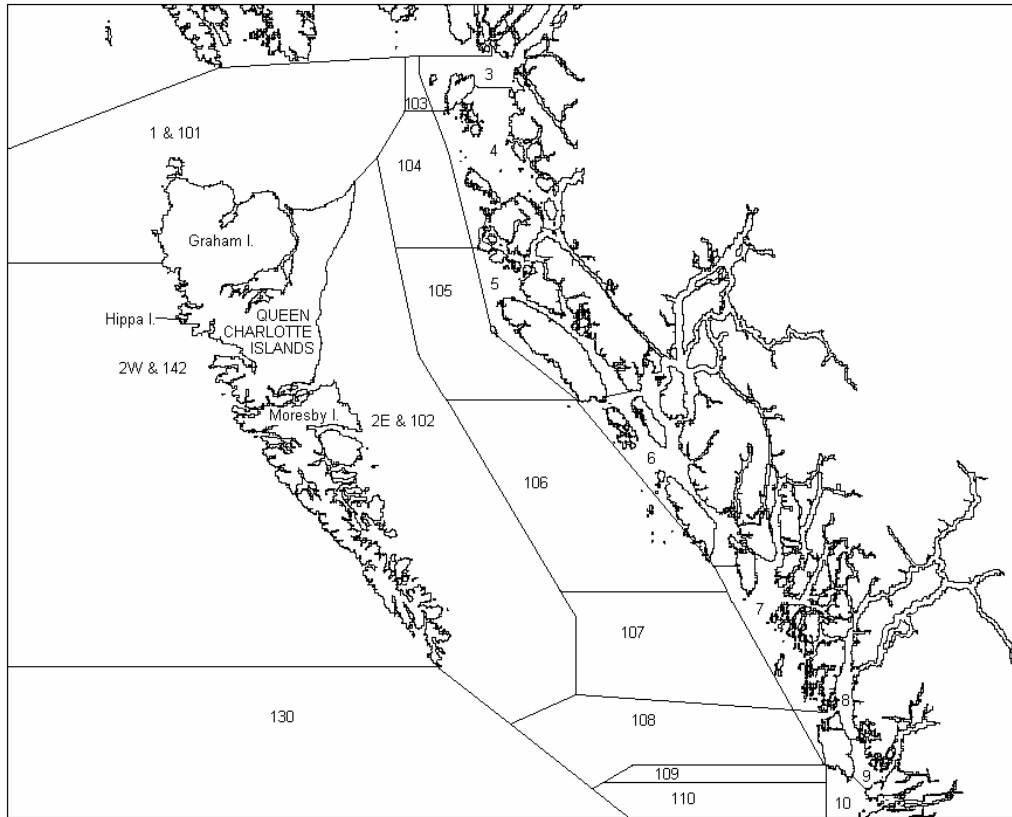 3
103
1 & 101
4
104
Graham I.
5
105
QUEEN
CHARLOTTE
ISLANDS
Hippa I.
2W & 142
Moresby I.
2E & 102
6
106
7
107
8
108
130
109
9
110
10